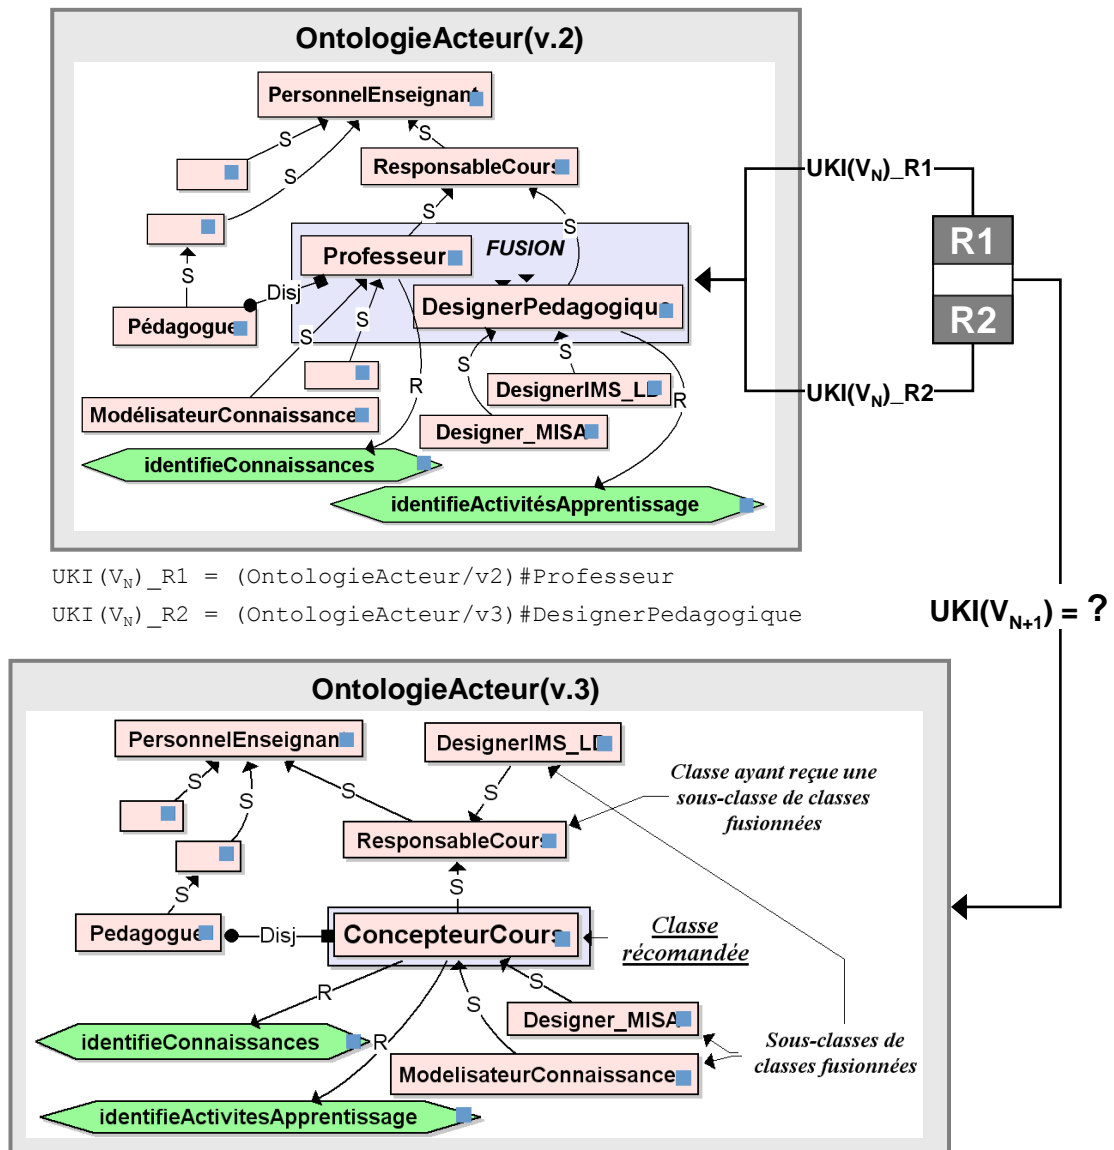 OntologieActeur(v.2)
PersonnelEnseignant
S
S
S
ResponsableCours
UKI(VN)_R1
S
S
R1
Professeur
FUSION
Disj
S
DesignerPedagogique
R2
Pédagogue
S
S
S
S
R
DesignerIMS_LD
R
UKI(VN)_R2
ModélisateurConnaissance
Designer_MISA
identifieConnaissances
identifieActivitésApprentissage
UKI(VN)_R1 = (OntologieActeur/v2)#Professeur
UKI(VN)_R2 = (OntologieActeur/v3)#DesignerPedagogique
UKI(VN+1) = ?
OntologieActeur(v.3)
PersonnelEnseignant
DesignerIMS_LD
S
S
S
S
Classe ayant reçue une
sous-classe de classes
fusionnées
ResponsableCours
S
S
Pedagogue
Disj
ConcepteurCours
Classe
récomandée
R
S
S
Designer_MISA
identifieConnaissances
R
Sous-classes de
classes fusionnées
ModelisateurConnaissance
identifieActivitesApprentissage